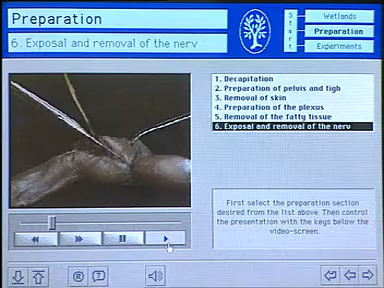 Preparation
6. Exposal and removal of the nerv
Start
Wetlands
Preparation
Experiments
1. Decapitation
2. Preparation of pelvis and tigh
3. Removal of skin
4. Preparation of the plexus
5. Removal of the fatty tissue
6. Exposal and removal of the nerv
First select the preparation section
desired from the list above. Then control
the presentation with the keys below the
video-screen.
R
?